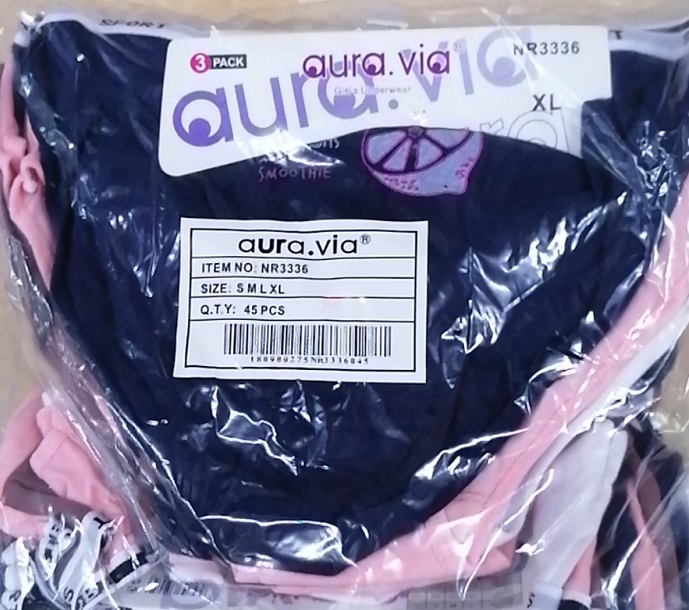 SPORT
3 PACK
aura.via®
NR3336
Girl's Underwear
aura.via
XL
SMOOTHIE
aura.via®
ITEM NO: NR3336
SIZE: S M L XL
Q.T.Y: 45 PCS